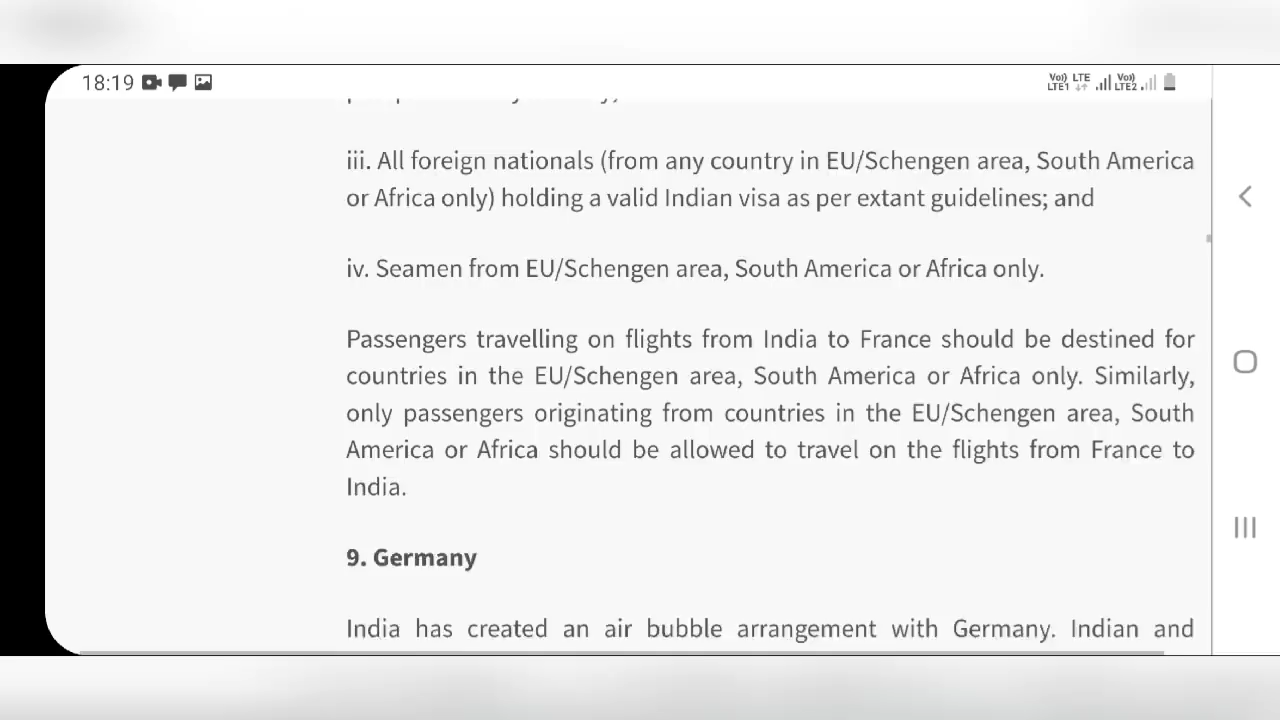 18:19
Vo)) LTE Vo))
LTE1 LTE2
iii. All foreign nationals (from any country in EU/Schengen area, South America
or Africa only) holding a valid Indian visa as per extant guidelines; and
iv. Seamen from EU/Schengen area, South America or Africa only.
Passengers travelling on flights from India to France should be destined for
countries in the EU/Schengen area, South America or Africa only. Similarly,
only passengers originating from countries in the EU/Schengen area, South
America or Africa should be allowed to travel on the flights from France to
India.
9. Germany
India has created an air bubble arrangement with Germany. Indian and